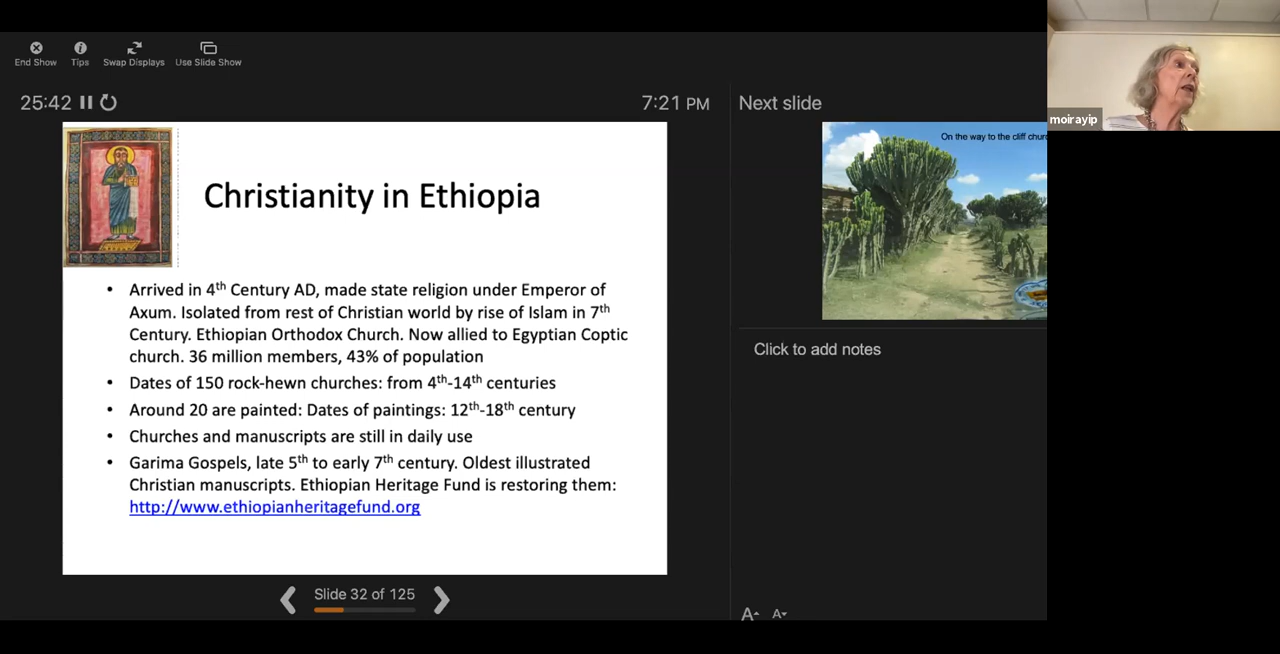 End Show
Tips
Swap Displays
Use Slide Show
25:42
7:21 PM
Next slide
moirayip
On the way to the cliff
Christianity in Ethiopia
• Arrived in 4th Century AD, made state religion under Emperor of
Axum. Isolated from rest of Christian world by rise of Islam in 7th
Century. Ethiopian Orthodox Church. Now allied to Egyptian Coptic
church. 36 million members, 43% of population
• Dates of 150 rock-hewn churches: from 4th-14th centuries
• Around 20 are painted: Dates of paintings: 12th-18th century
• Churches and manuscripts are still in daily use
• Garima Gospels, late 5th to early 7th century. Oldest illustrated
Christian manuscripts. Ethiopian Heritage Fund is restoring them:
http://www.ethiopianheritagefund.org
Click to add notes
Slide 32 of 125
A
A